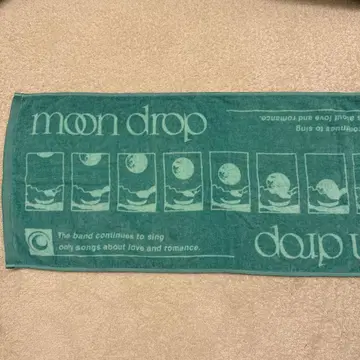 moon drop
s about love and romance.
continues to sing
The band continues to sing
only songs about love and romance.
drop